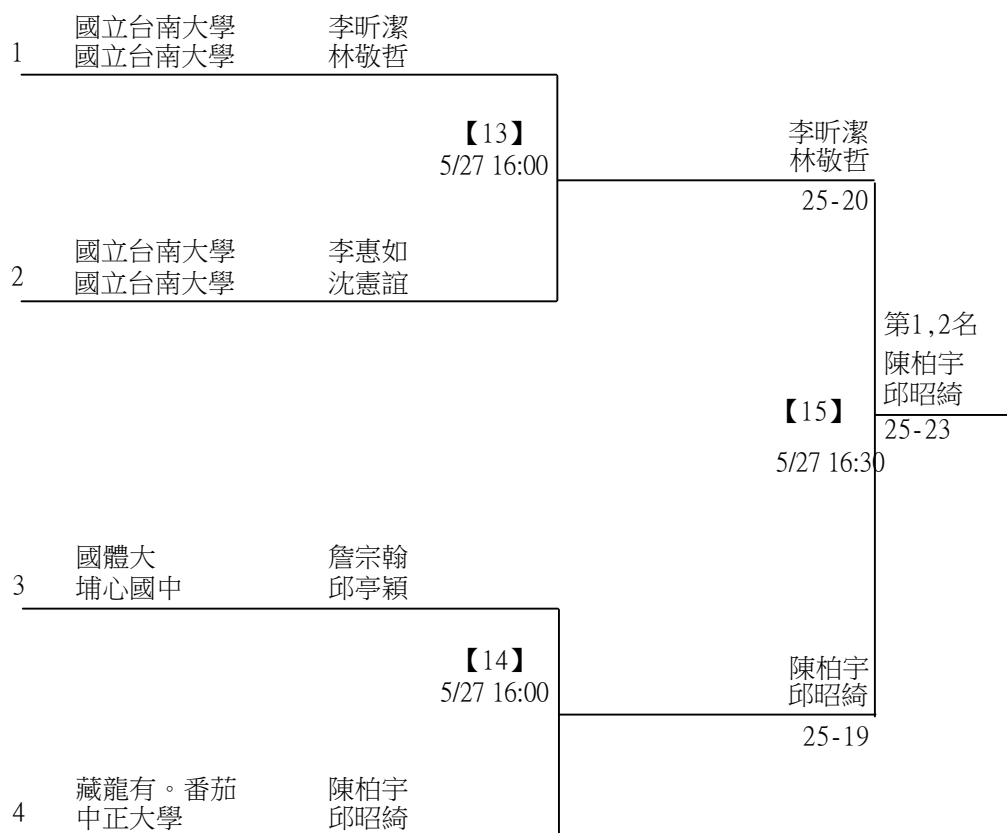 國立台南大學 李昕潔
1 國立台南大學 林敬哲
【13】
5/27 16:00
李昕潔
林敬哲
25-20
國立台南大學 李惠如
2 國立台南大學 沈憲誼
第1,2名
陳柏宇
邱昭綺
【15】
25-23
5/27 16:30
國體大 詹宗翰
3 埔心國中 邱亭穎
【14】
5/27 16:00
陳柏宇
邱昭綺
25-19
藏龍有。番茄 陳柏宇
4 中正大學 邱昭綺